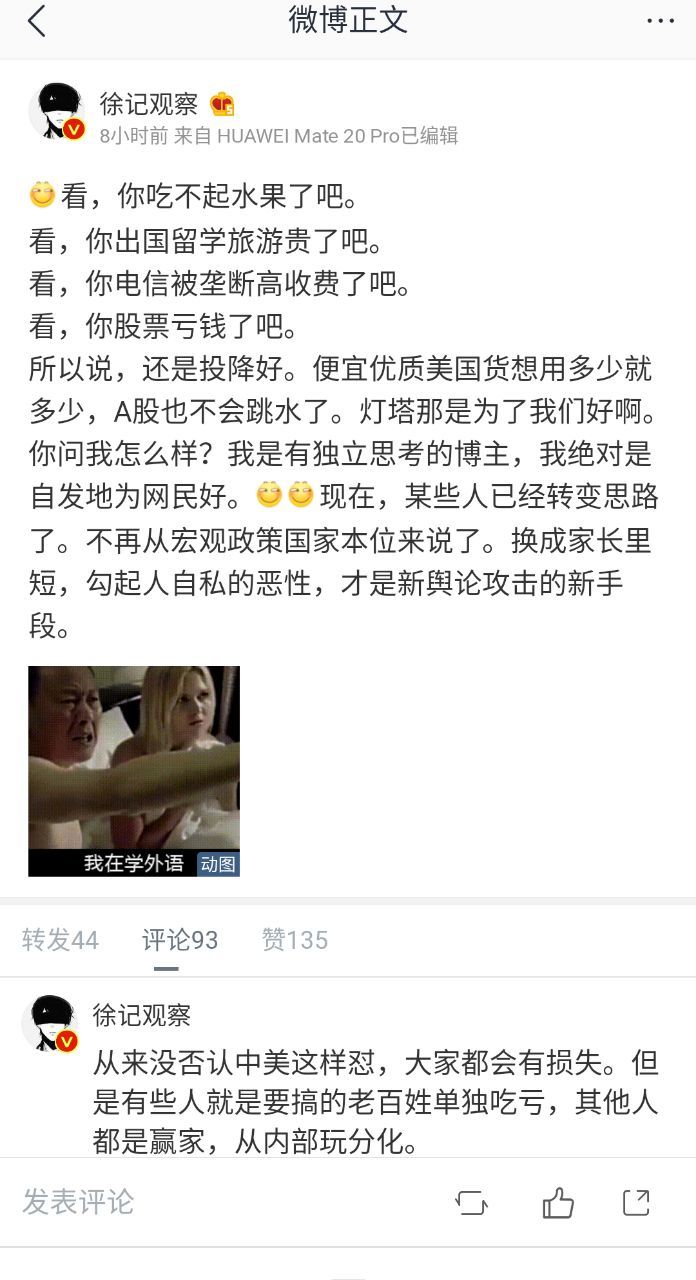 微博正文
徐记观察
8小时前 来自 HUAWEI Mate 20 Pro已编辑
看，你吃不起水果了吧。
看，你出国留学旅游贵了吧。
看，你电信被垄断高收费了吧。
看，你股票亏钱了吧。
所以说，还是投降好。便宜优质美国货想用多少就
多少，A股也不会跳水了。灯塔那是为了我们好啊。
你问我怎么样？我是有独立思考的博主，我绝对是
自发地为网民好。现在，某些人已经转变思路
了。不再从宏观政策国家本位来说了。换成家长里
短，勾起人自私的恶性，才是新舆论攻击的新手
段。
我在学外语
动图
转发44 评论93 赞135
徐记观察
从来没否认中美这样怼，大家都会有损失。但
是有些人就是要搞的老百姓单独吃亏，其他人
都是赢家，从内部玩分化。
发表评论